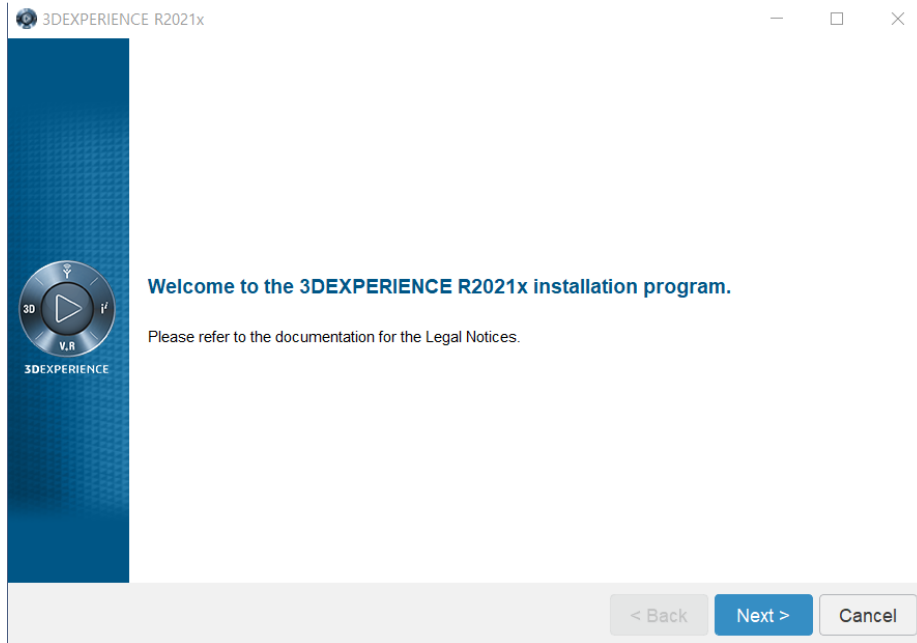 3DEXPERIENCE R2021x
Welcome to the 3DEXPERIENCE R2021x installation program.
Please refer to the documentation for the Legal Notices.
3D
i²
V.R
3DEXPERIENCE
< Back
Next >
Cancel